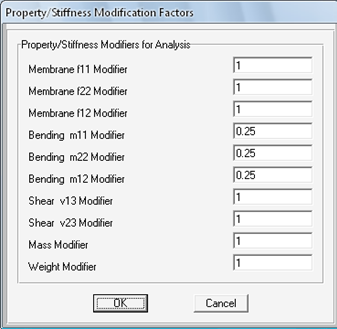 Property/Stiffness Modification Factors
Property/Stiffness Modifiers for Analysis
Membrane f11 Modifier 1
Membrane f22 Modifier 1
Membrane f12 Modifier 1
Bending m11 Modifier 0.25
Bending m22 Modifier 0.25
Bending m12 Modifier 0.25
Shear v13 Modifier 1
Shear v23 Modifier 1
Mass Modifier 1
Weight Modifier 1
OK Cancel